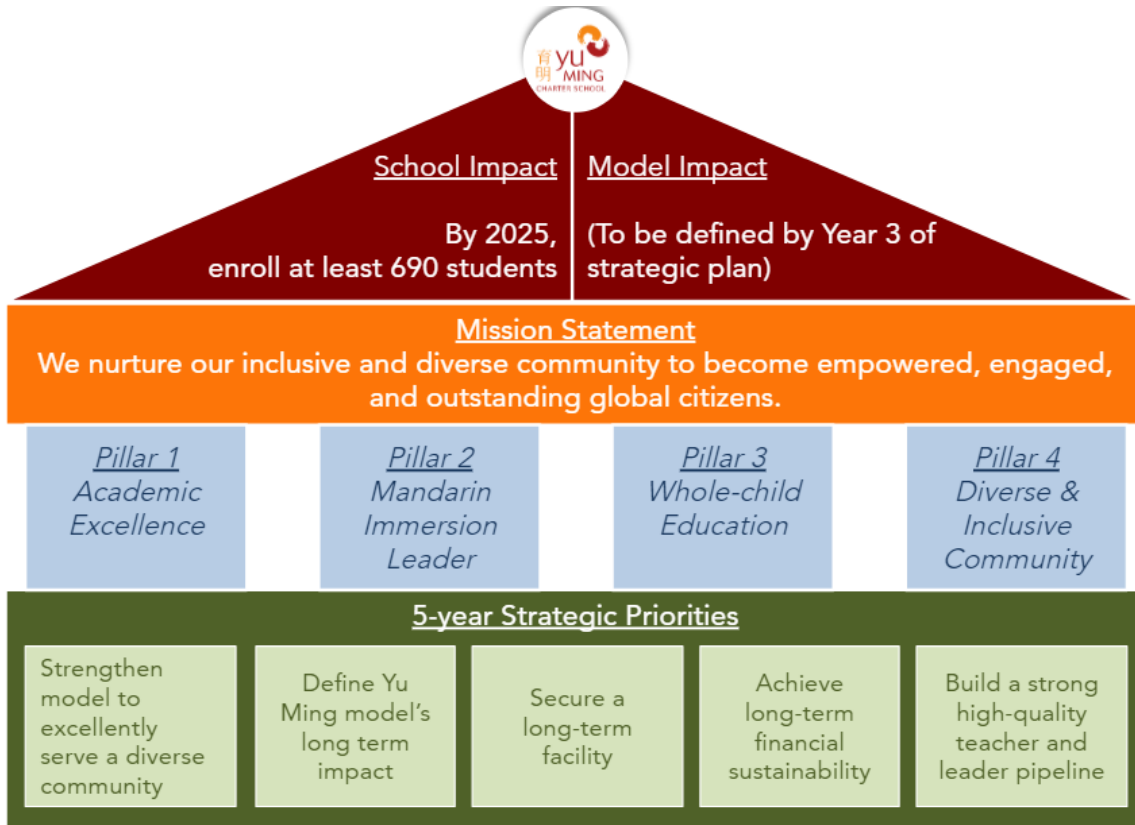 育
明
yu
MING
CHARTER SCHOOL
School Impact
By 2025,
enroll at least 690 students
Model Impact
(To be defined by Year 3 of
strategic plan)
Mission Statement
We nurture our inclusive and diverse community to become empowered, engaged,
and outstanding global citizens.
Pillar 1
Academic
Excellence
Pillar 2
Mandarin
Immersion
Leader
Pillar 3
Whole-child
Education
Pillar 4
Diverse &
Inclusive
Community
5-year Strategic Priorities
Strengthen
model to
excellently
serve a diverse
community
Define Yu
Ming model’s
long term
impact
Secure a
long-term
facility
Achieve
long-term
financial
sustainability
Build a strong
high-quality
teacher and
leader pipeline